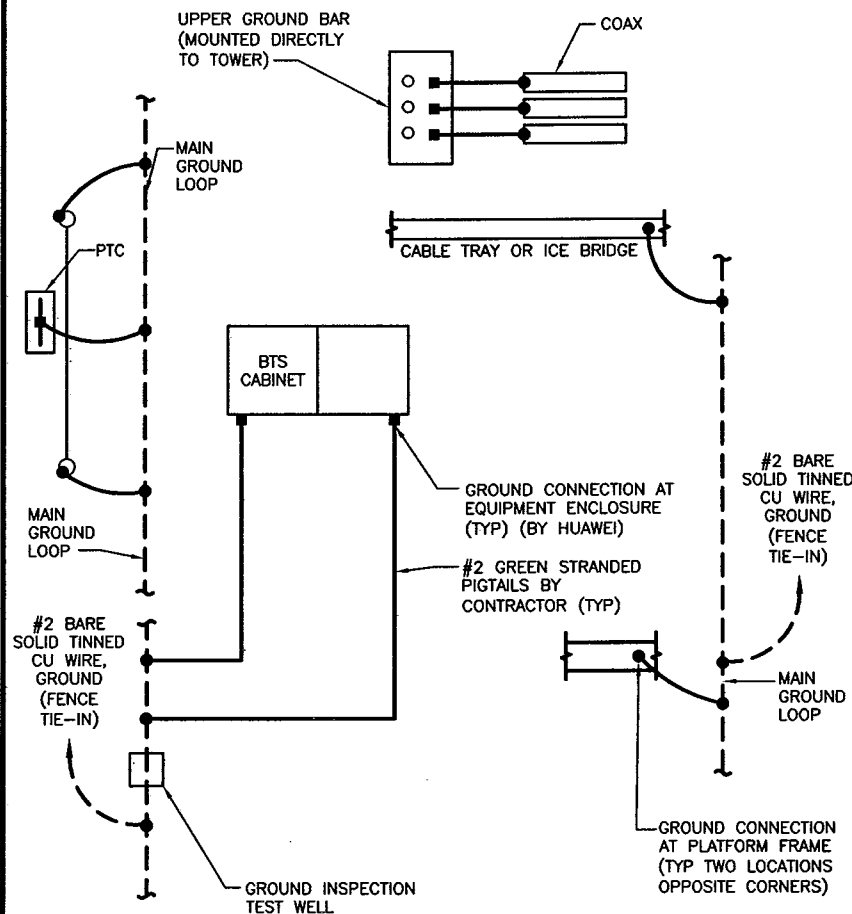 UPPER GROUND BAR
(MOUNTED DIRECTLY
TO TOWER)
COAX
MAIN
GROUND
LOOP
PTC
CABLE TRAY OR ICE BRIDGE
BTS
CABINET
GROUND CONNECTION AT
EQUIPMENT ENCLOSURE
(TYP) (BY HUAWEI)
#2 BARE
SOLID TINNED
CU WIRE,
GROUND
(FENCE
TIE-IN)
MAIN
GROUND
LOOP
#2 GREEN STRANDED
PIGTAILS BY
CONTRACTOR (TYP)
#2 BARE
SOLID TINNED
CU WIRE,
GROUND
(FENCE
TIE-IN)
MAIN
GROUND
LOOP
GROUND CONNECTION
AT PLATFORM FRAME
(TYP TWO LOCATIONS
OPPOSITE CORNERS)
GROUND INSPECTION
TEST WELL